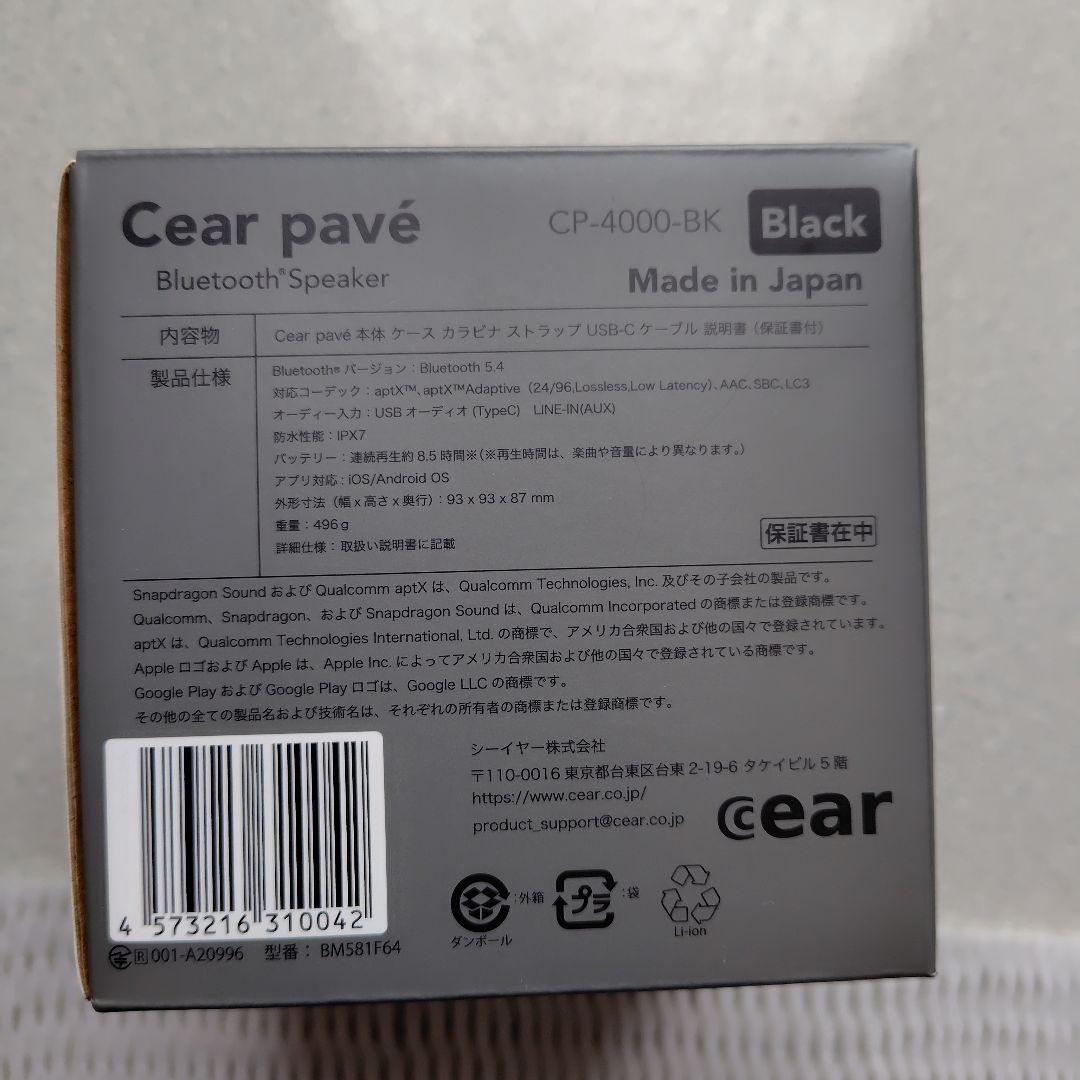 Cear pavé CP-4000-BK Black
Bluetooth® Speaker Made in Japan
内容物 Cear pavé 本体 ケース カラビナ ストラップ USB-C ケーブル 説明書（保証書付）
製品仕様 Bluetooth® バージョン：Bluetooth 5.4
対応コーデック：aptX™、aptX™Adaptive（24/96,Lossless,Low Latency）、AAC、SBC、LC3
オーディー入力：USB オーディオ (TypeC) LINE-IN(AUX)
防水性能：IPX7
バッテリー：連続再生約 8.5 時間※（※再生時間は、楽曲や音量により異なります。）
アプリ対応：iOS/Android OS
外形寸法（幅 x 高さ x 奥行）：93 x 93 x 87 mm
重量：496 g
詳細仕様：取扱い説明書に記載
保証書在中
Snapdragon Sound および Qualcomm aptX は、Qualcomm Technologies, Inc. 及びその子会社の製品です。
Qualcomm、Snapdragon、および Snapdragon Sound は、Qualcomm Incorporated の商標または登録商標です。
aptX は、Qualcomm Technologies International, Ltd. の商標で、アメリカ合衆国および他の国々で登録されています。
Apple ロゴおよび Apple は、Apple Inc. によってアメリカ合衆国および他の国々で登録されている商標です。
Google Play および Google Play ロゴは、Google LLC の商標です。
その他の全ての製品名および技術名は、それぞれの所有者の商標または登録商標です。
シーイヤー株式会社
〒110-0016 東京都台東区台東 2-19-6 タケイビル 5 階
https://www.cear.co.jp/
product_support@cear.co.jp
cear
4 573216 310042
プラ
：外箱 ：袋
ダンボール Li-ion
R 001-A20996 型番： BM581F64